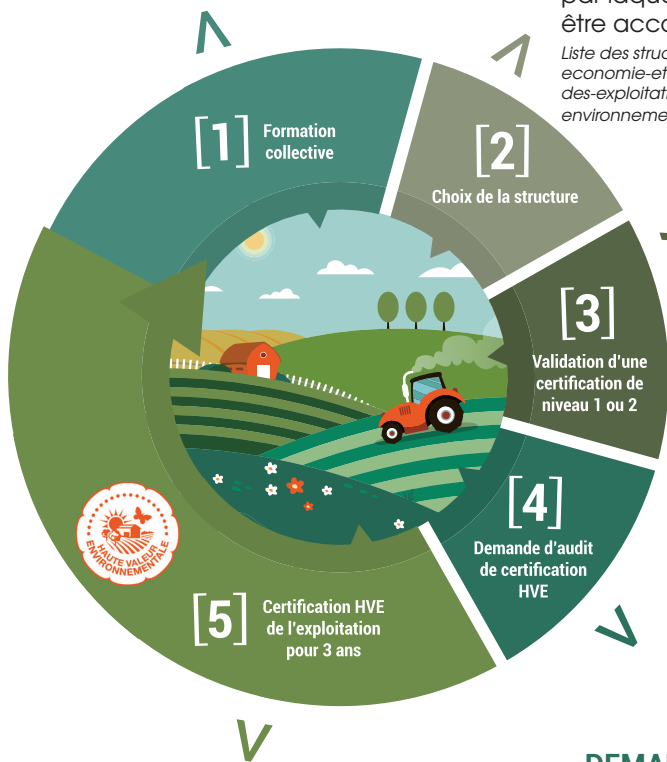 être acco
Liste des struc
economie-et
des-exploitati
environneme
[1] Formation
collective
[2]
Choix de la structure
[3]
Validation d'une
certification de
niveau 1 ou 2
[4]
Demande d'audit
de certification
HVE
[5] Certification HVE
de l'exploitation
pour 3 ans
HAUTE VALEUR
ENVIRONNEMENTALE